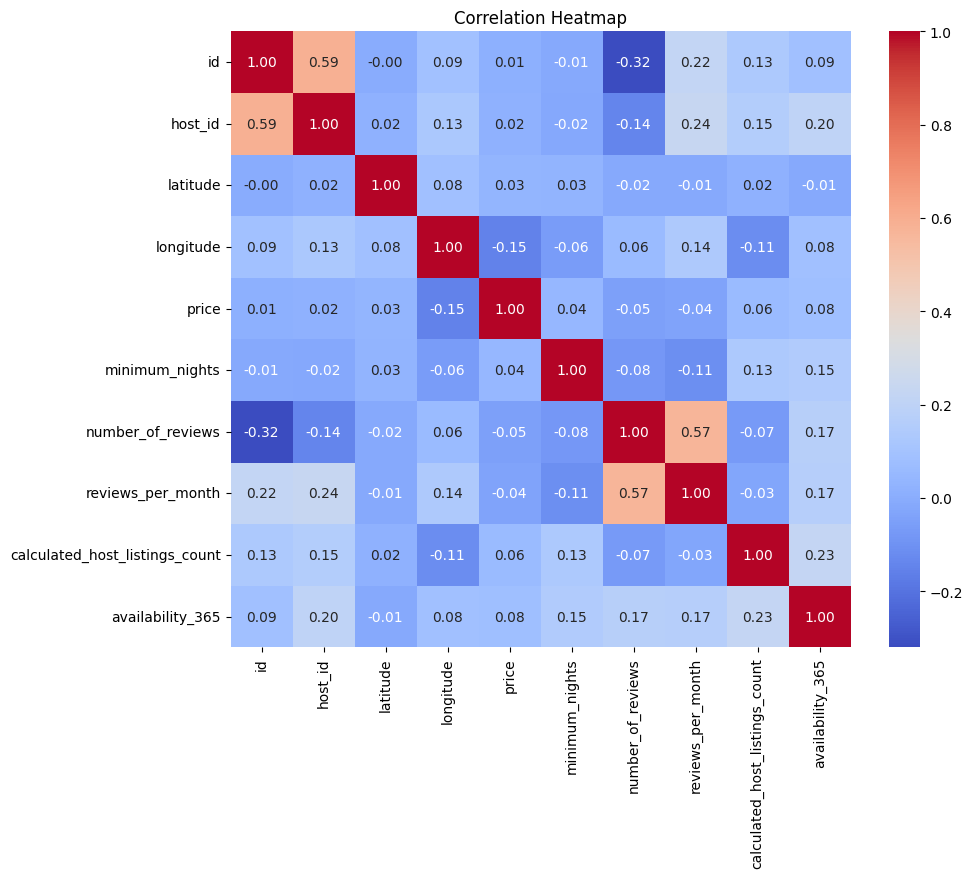 Correlation Heatmap
id 1.00 0.59 -0.00 0.09 0.01 -0.01 -0.32 0.22 0.13 0.09
host_id 0.59 1.00 0.02 0.13 0.02 -0.02 -0.14 0.24 0.15 0.20
latitude -0.00 0.02 1.00 0.08 0.03 0.03 -0.02 -0.01 0.02 -0.01
longitude 0.09 0.13 0.08 1.00 -0.15 -0.06 0.06 0.14 -0.11 0.08
price 0.01 0.02 0.03 -0.15 1.00 0.04 -0.05 -0.04 0.06 0.08
minimum_nights -0.01 -0.02 0.03 -0.06 0.04 1.00 -0.08 -0.11 0.13 0.15
number_of_reviews -0.32 -0.14 -0.02 0.06 -0.05 -0.08 1.00 0.57 -0.07 0.17
reviews_per_month 0.22 0.24 -0.01 0.14 -0.04 -0.11 0.57 1.00 -0.03 0.17
calculated_host_listings_count 0.13 0.15 0.02 -0.11 0.06 0.13 -0.07 -0.03 1.00 0.23
availability_365 0.09 0.20 -0.01 0.08 0.08 0.15 0.17 0.17 0.23 1.00
id
host_id
latitude
longitude
price
minimum_nights
number_of_reviews
reviews_per_month
calculated_host_listings_count
availability_365
1.0
0.8
0.6
0.4
0.2
0.0
−0.2